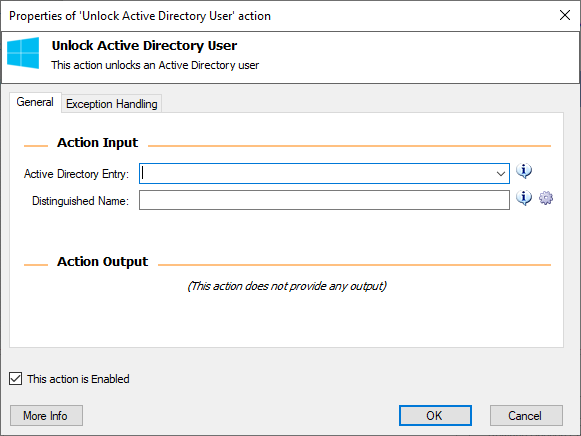 Properties of 'Unlock Active Directory User' action
Unlock Active Directory User
This action unlocks an Active Directory user
General
Exception Handling
Action Input
Active Directory Entry:
Distinguished Name:
Action Output
(This action does not provide any output)
This action is Enabled
More Info
OK
Cancel